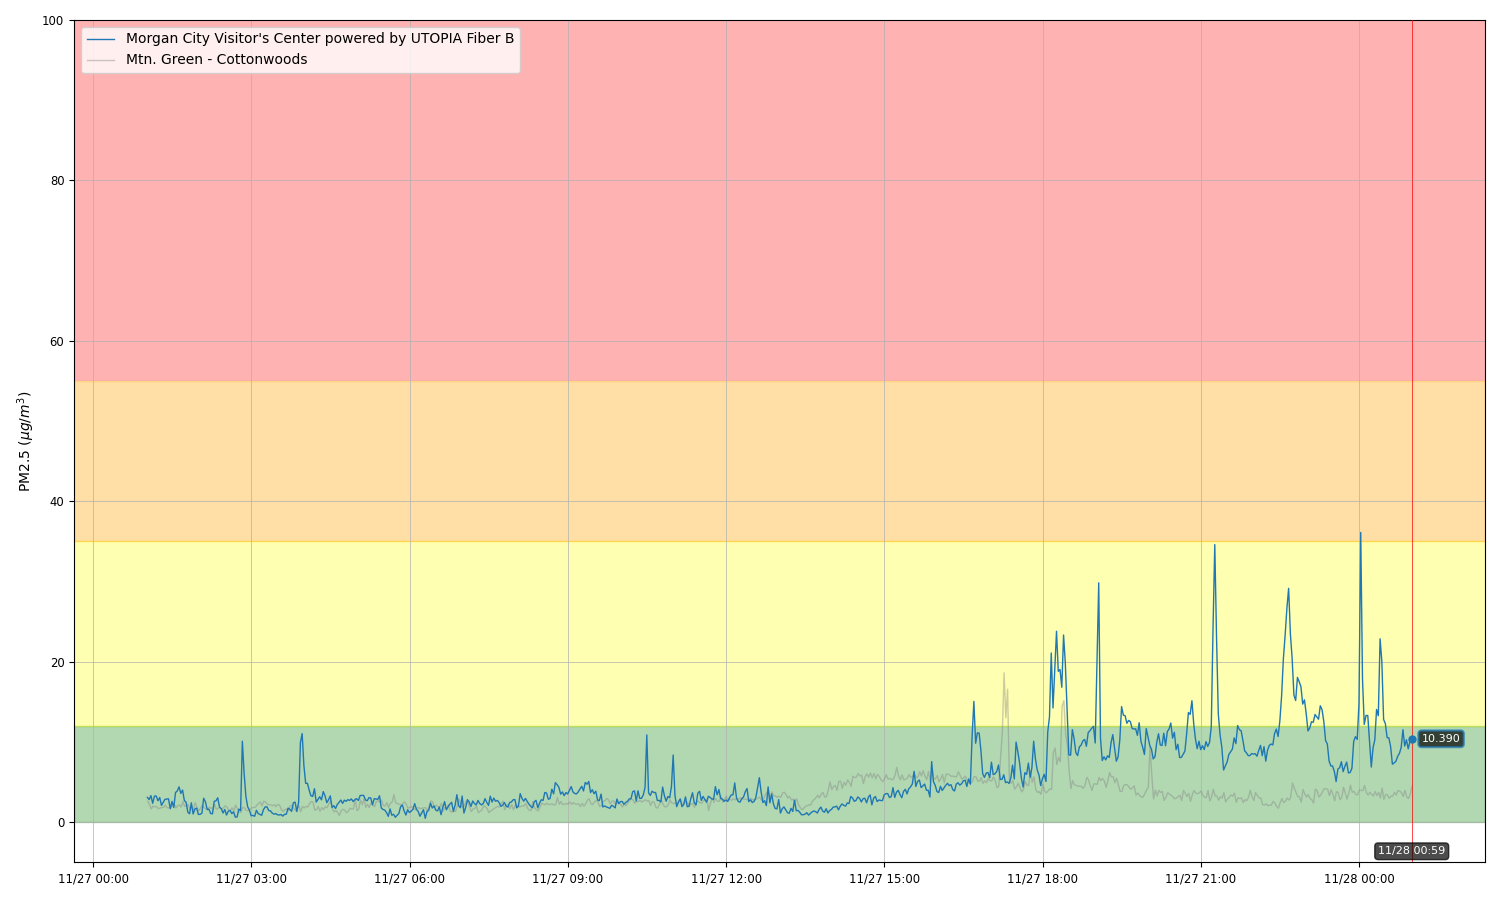 100
Morgan City Visitor's Center powered by UTOPIA Fiber B
Mtn. Green - Cottonwoods
80
60
PM2.5 (μg/m³)
40
20
10.390
0
11/28 00:59
11/27 00:00 11/27 03:00 11/27 06:00 11/27 09:00 11/27 12:00 11/27 15:00 11/27 18:00 11/27 21:00 11/28 00:00